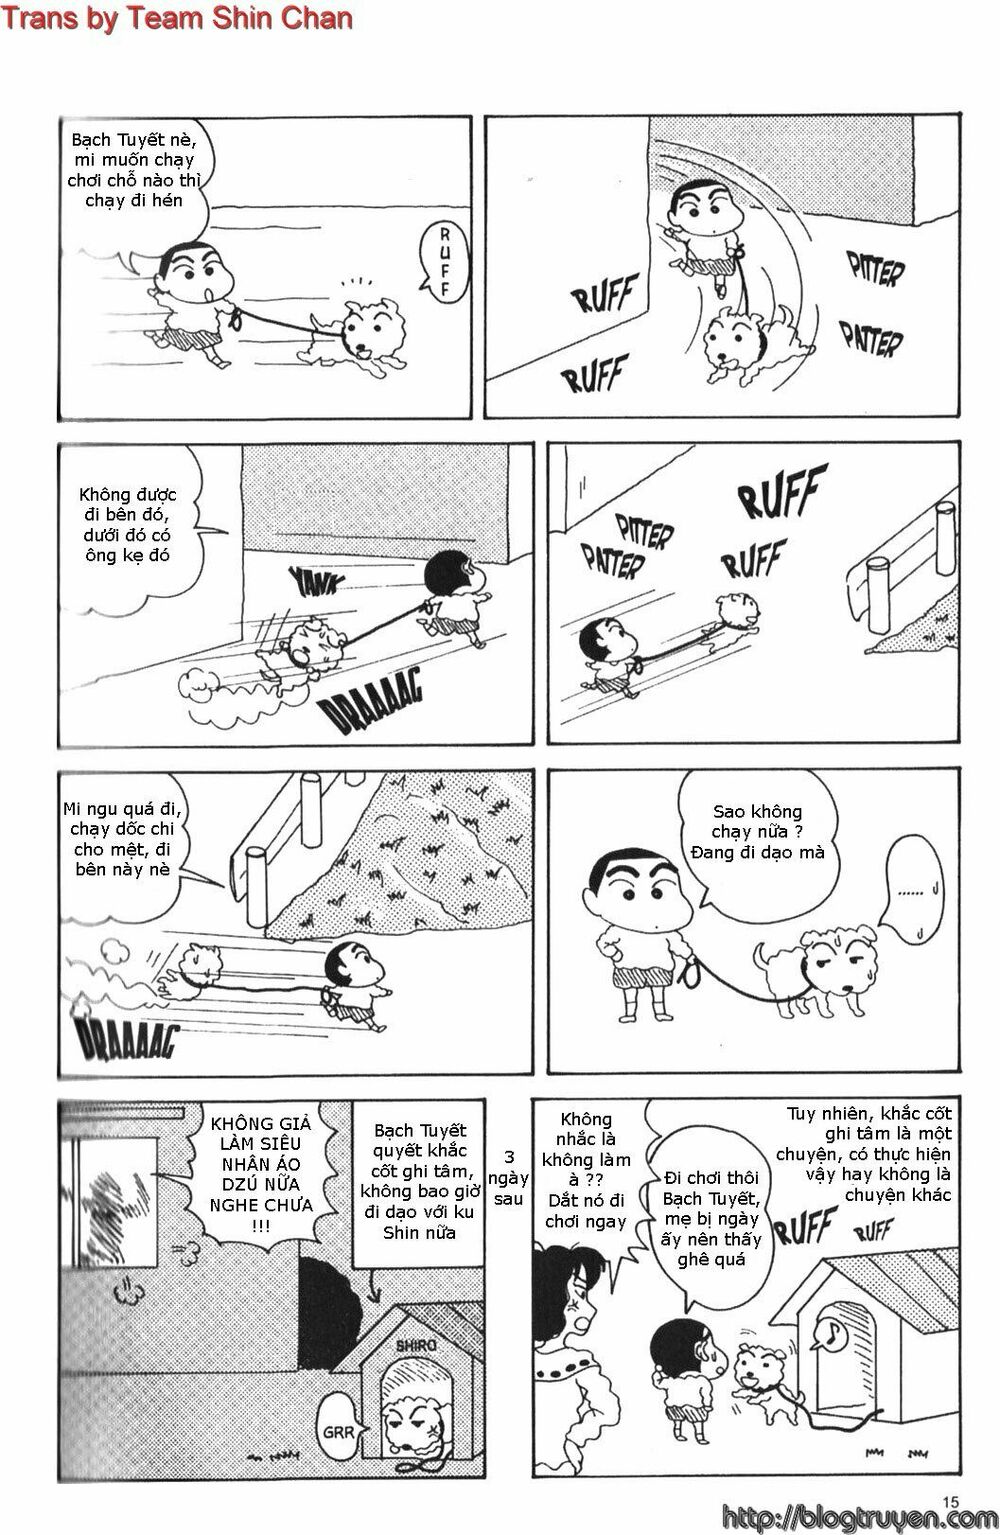 Trans by Team Shin Chan
Bạch Tuyết nè,
mi muốn chạy
chơi chỗ nào thì
chạy đi hén
RUFF
RUFF
RUFF
PITTER
PATTER
Không được
đi bên đó,
dưới đó có
ông kẹ đó
YANK
DRAAAAG
RUFF
RUFF
PITTER
PATTER
Mi ngu quá đi,
chạy dốc chi
cho mệt, đi
bên này nè
DRAAAAG
Sao không
chạy nữa ?
Đang đi dạo mà
......
KHÔNG GIẢ
LÀM SIÊU
NHÂN ÁO
DZÚ NỮA
NGHE CHƯA
!!!
Bạch Tuyết
quyết khắc
cốt ghi tâm,
không bao giờ
đi dạo với ku
Shin nữa
SHIRO
GRR
3
ngày
sau
Không
nhắc là
không làm
à ??
Dắt nó đi
chơi ngay
Đi chơi thôi
Bạch Tuyết,
mẹ bị ngày
ấy nên thấy
ghê quá
Tuy nhiên, khắc cốt
ghi tâm là một
chuyện, có thực hiện
vậy hay không là
chuyện khác
RUFF
RUFF
15
http://blogtruyen.com